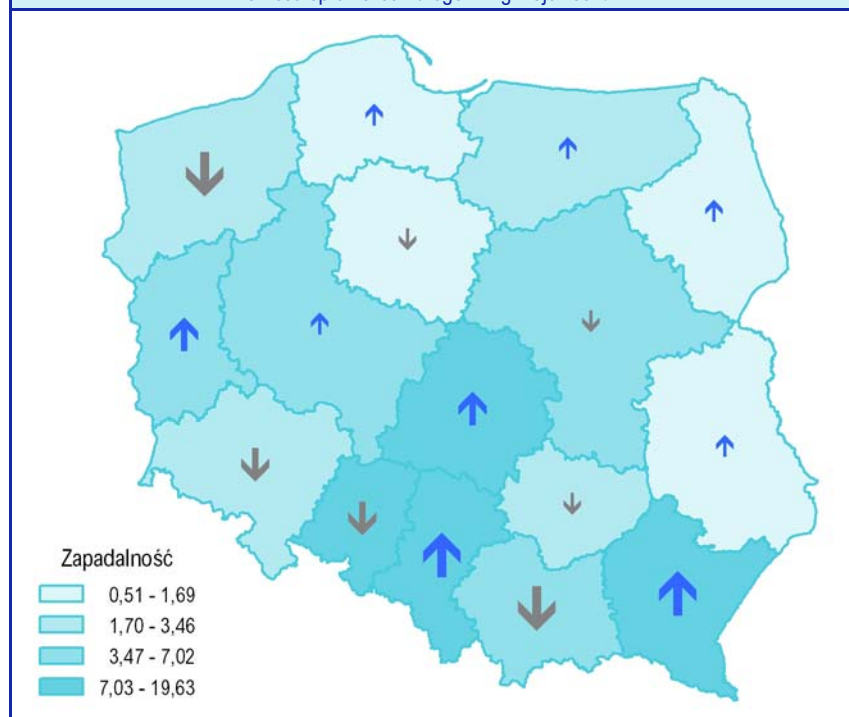 Zapadalność
0,51 - 1,69
1,70 - 3,46
3,47 - 7,02
7,03 - 19,63